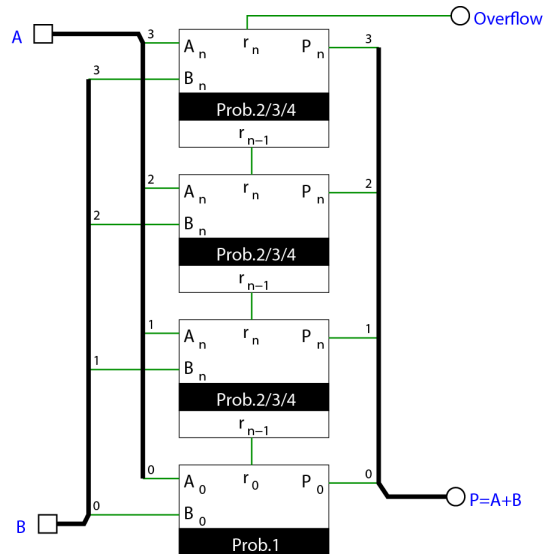 A
Overflow
3 A n r n P n 3
3 B n
Prob.2/3/4
r n−1
2 A n r n P n 2
2 B n
Prob.2/3/4
r n−1
1 A n r n P n 1
1 B n
Prob.2/3/4
r n−1
0 A 0 r 0 P 0 0
0 B 0
P=A+B
B
Prob.1